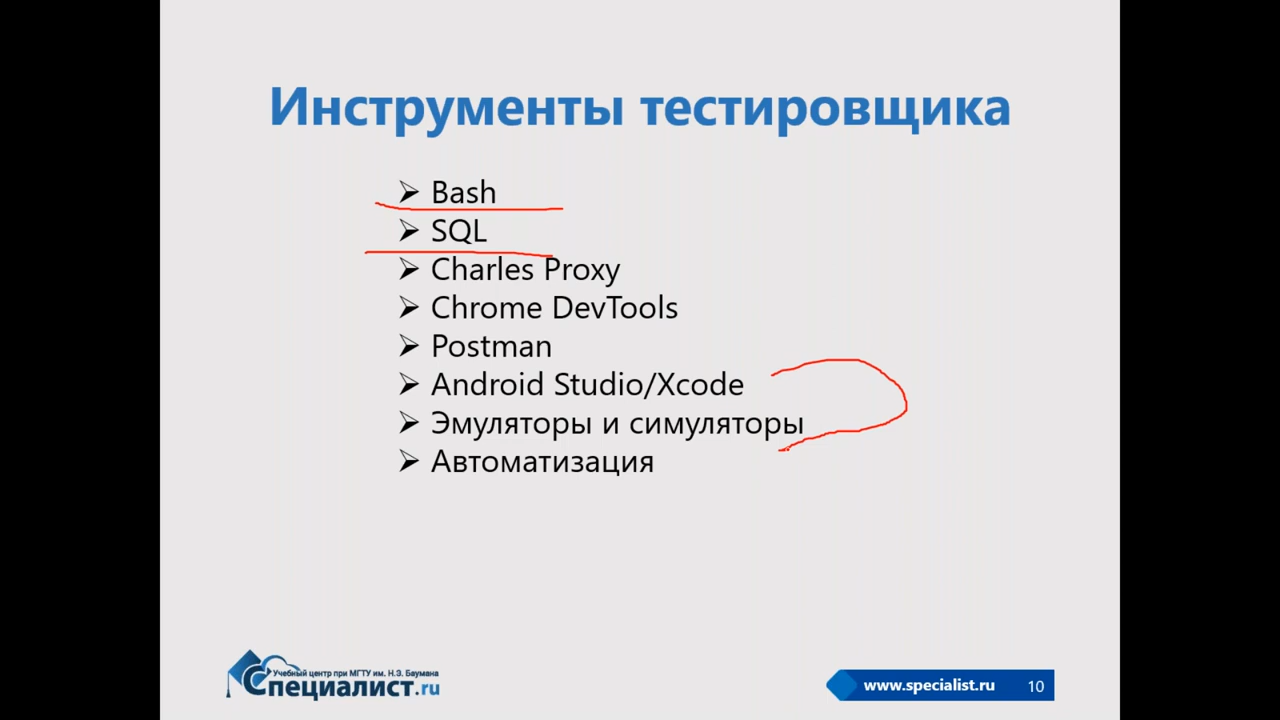 Инструменты тестировщика
Bash
SQL
Charles Proxy
Chrome DevTools
Postman
Android Studio/Xcode
Эмуляторы и симуляторы
Автоматизация
Учебный центр при МГТУ им. Н.Э. Баумана
Специалист.ru
www.specialist.ru 10